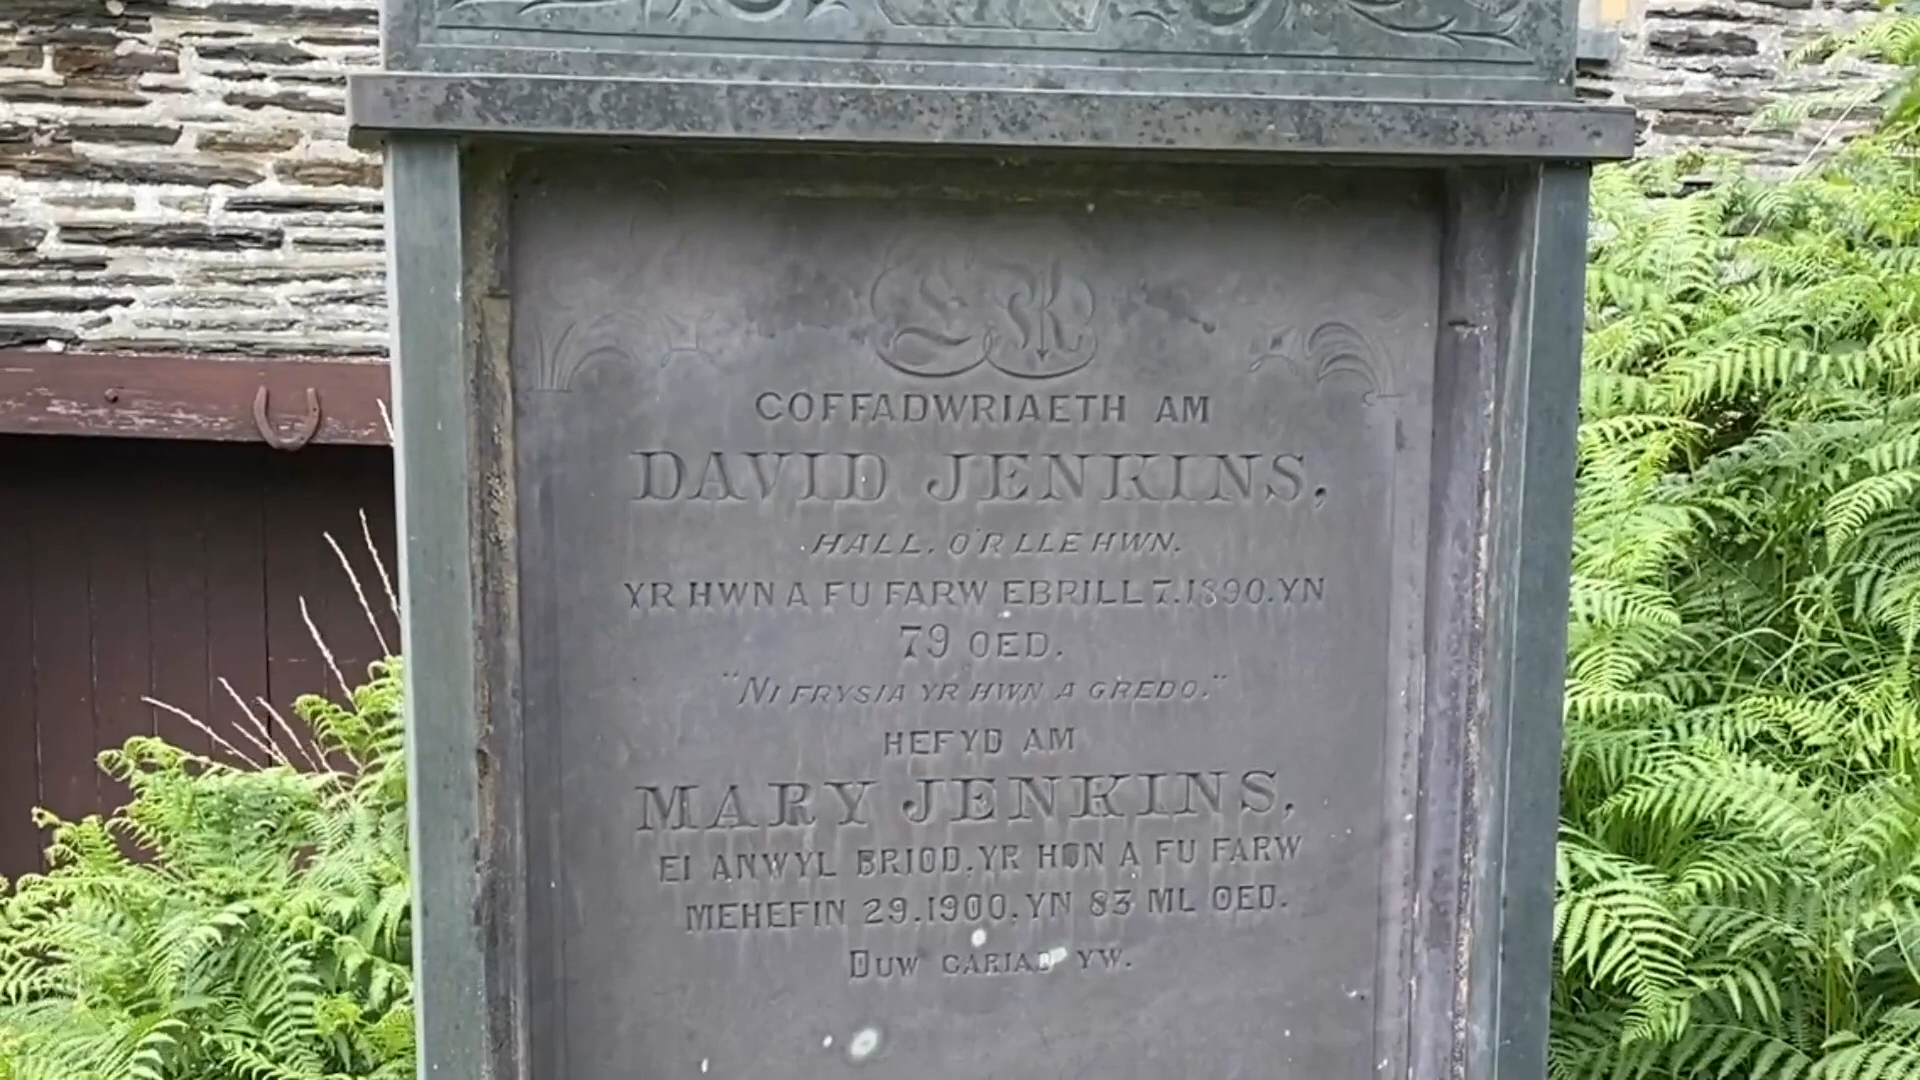 COFFADWRIAETH AM
DAVID JENKINS,
HALL, O'R LLE HWN.
YR HWN A FU FARW EBRILL 7.1890.YN
79 OED.
"NI FRYSIA YR HWN A GREDO."
HEFYD AM
MARY JENKINS,
EI ANWYL BRIOD,YR HON A FU FARW
MEHEFIN 29.1900,YN 83 ML OED.
DUW CARIAD YW.